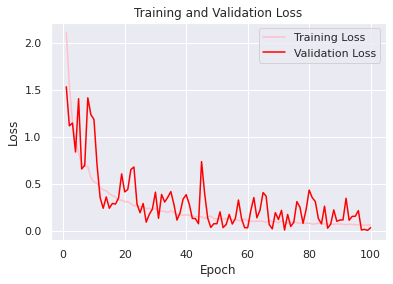 Training and Validation Loss
Training Loss
Validation Loss
2.0
1.5
1.0
0.5
0.0
Loss
0 20 40 60 80 100
Epoch